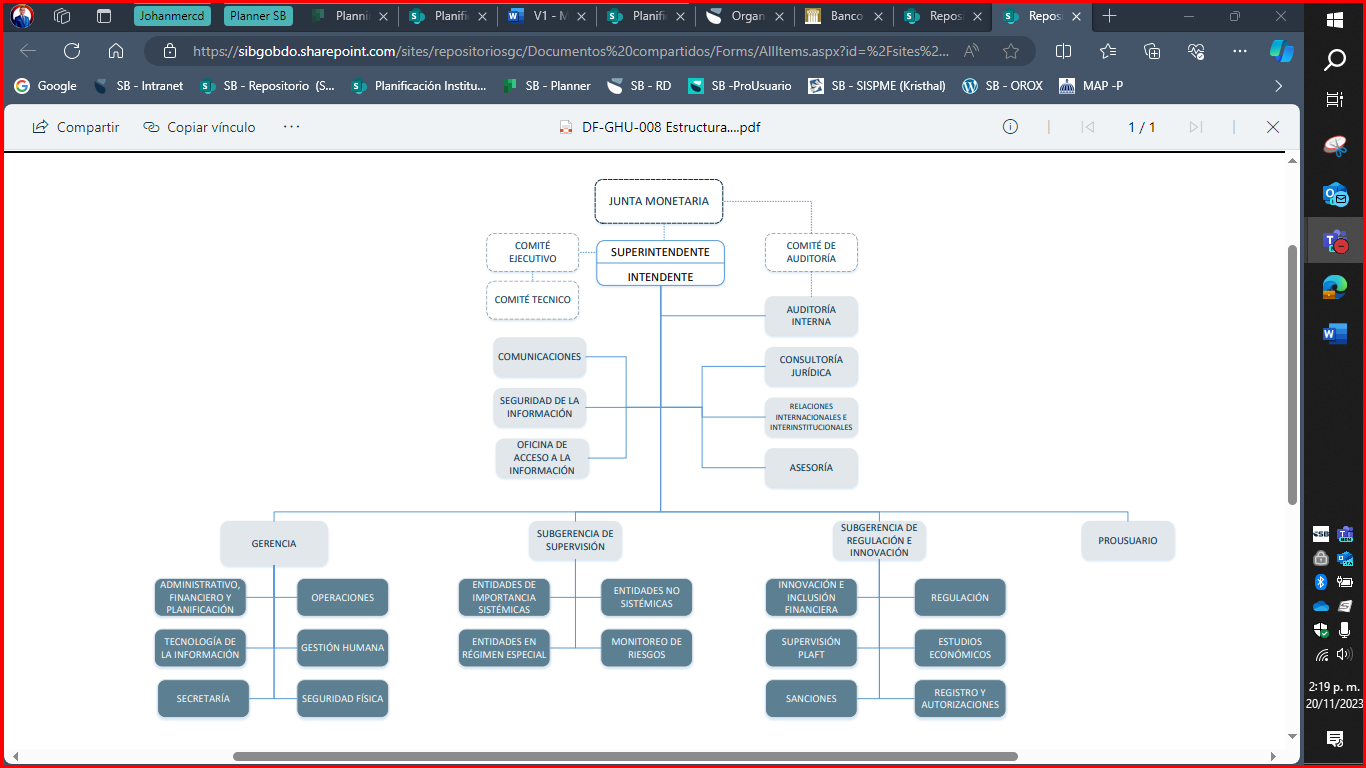 Johanmercd
Planner SB
Planni
Planifi
V1 - M
Planifi
Organ
Banco
Repos
Repos
https://sibgobdo.sharepoint.com/sites/repositoriosgc/Documentos%20compartidos/Forms/AllItems.aspx?id=%2Fsites%2...
Google
SB - Intranet
SB - Repositorio (S...
Planificación Institu...
SB - Planner
SB - RD
SB -ProUsuario
SB - SISPME (Kristhal)
SB - OROX
MAP -P
Compartir
Copiar vínculo
DF-GHU-008 Estructura....pdf
1 / 1
JUNTA MONETARIA
COMITÉ
EJECUTIVO
SUPERINTENDENTE
INTENDENTE
COMITÉ DE
AUDITORÍA
COMITÉ TECNICO
AUDITORÍA
INTERNA
COMUNICACIONES
CONSULTORÍA
JURÍDICA
SEGURIDAD DE LA
INFORMACIÓN
RELACIONES
INTERNACIONALES E
INTERINSTITUCIONALES
OFICINA DE
ACCESO A LA
INFORMACIÓN
ASESORÍA
GERENCIA
SUBGERENCIA DE
SUPERVISIÓN
SUBGERENCIA DE
REGULACIÓN E
INNOVACIÓN
PROUSUARIO
ADMINISTRATIVO,
FINANCIERO Y
PLANIFICACIÓN
OPERACIONES
ENTIDADES DE
IMPORTANCIA
SISTÉMICAS
ENTIDADES NO
SISTÉMICAS
INNOVACIÓN E
INCLUSIÓN
FINANCIERA
REGULACIÓN
TECNOLOGÍA DE
LA INFORMACIÓN
GESTIÓN HUMANA
ENTIDADES EN
RÉGIMEN ESPECIAL
MONITOREO DE
RIESGOS
SUPERVISIÓN
PLAFT
ESTUDIOS
ECONÓMICOS
SECRETARÍA
SEGURIDAD FÍSICA
SANCIONES
REGISTRO Y
AUTORIZACIONES
2:19 p. m.
20/11/2023